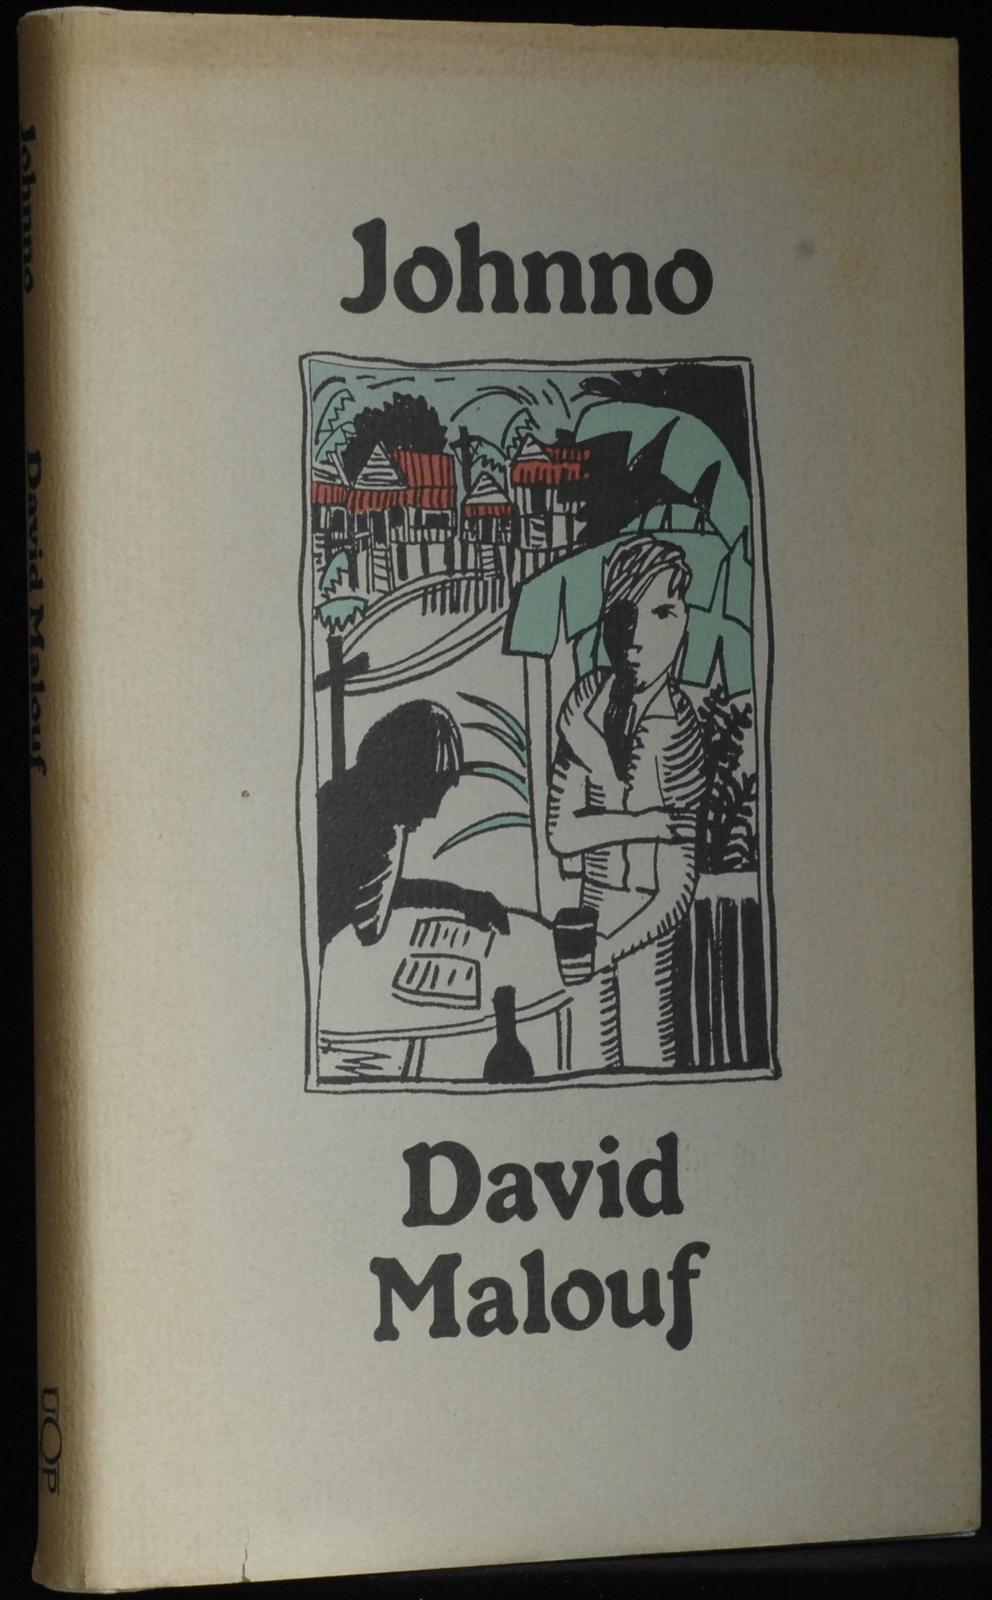 Johnno
David
Malouf
Johnno
David Malouf
UQP